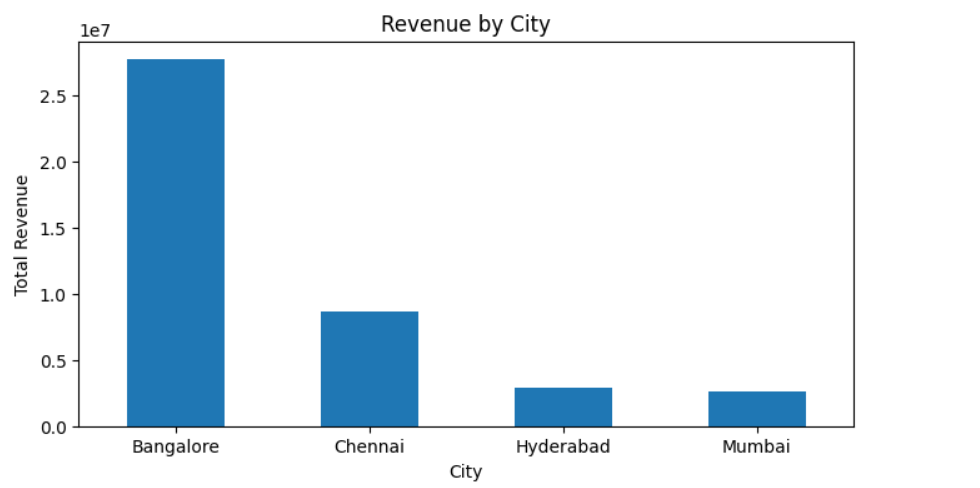 Revenue by City
1e7
2.5
2.0
1.5
1.0
0.5
0.0
Total Revenue
Bangalore Chennai Hyderabad Mumbai
City